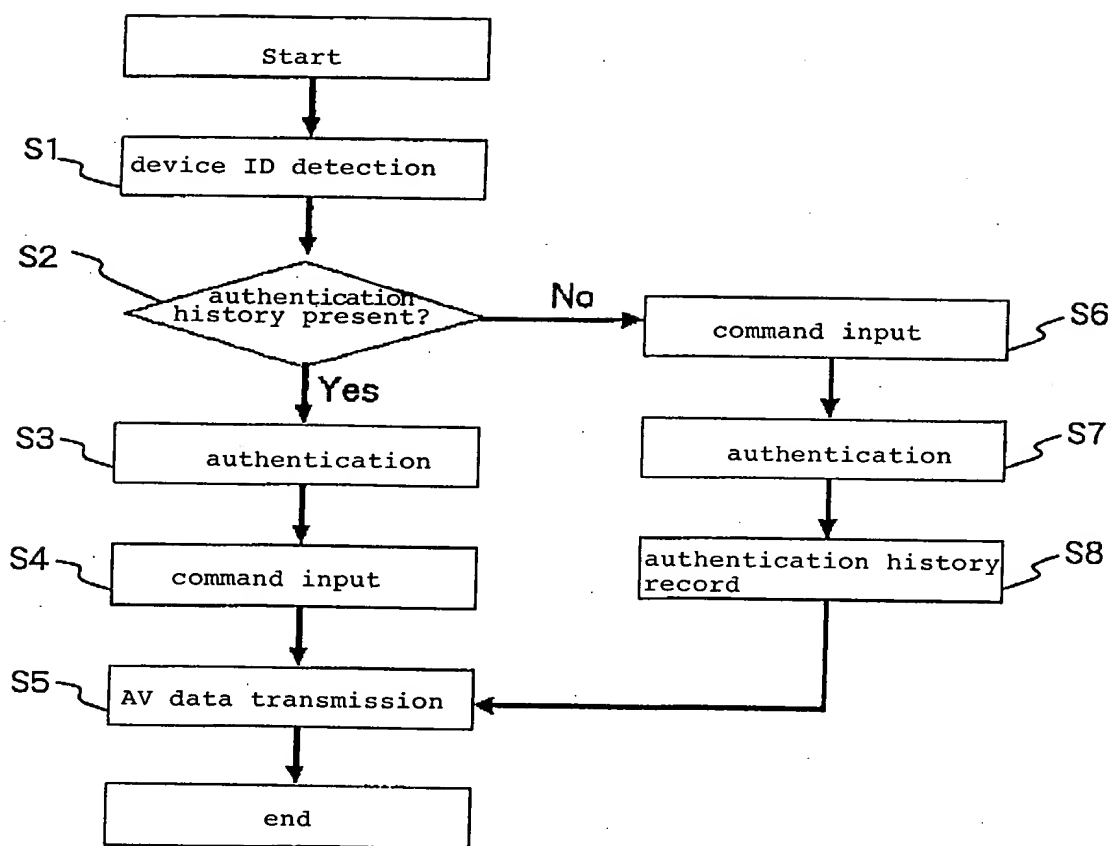 Start
S1
device ID detection
S2
authentication
history present?
No
Yes
command input
S6
S3
authentication
authentication
S7
S4
command input
authentication history
record
S8
S5
AV data transmission
end